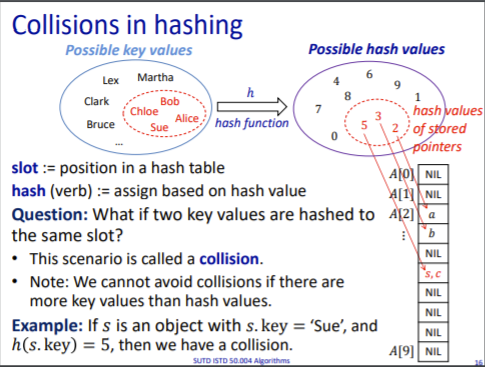 Collisions in hashing
Possible key values
Possible hash values
Lex
Martha
Clark
Bob
Chloe
Alice
Bruce
Sue
...
h
hash function
4
6
9
8
1
7
3
5
2
0
hash values
of stored
pointers
slot := position in a hash table
hash (verb) := assign based on hash value
Question: What if two key values are hashed to
the same slot?
• This scenario is called a collision.
• Note: We cannot avoid collisions if there are
more key values than hash values.
Example: If s is an object with s.key = ‘Sue’, and
h(s.key) = 5, then we have a collision.
A[0] NIL
A[1] NIL
A[2] a
⋮ b
NIL
s, c
NIL
NIL
NIL
A[9] NIL
SUTD ISTD 50.004 Algorithms
16